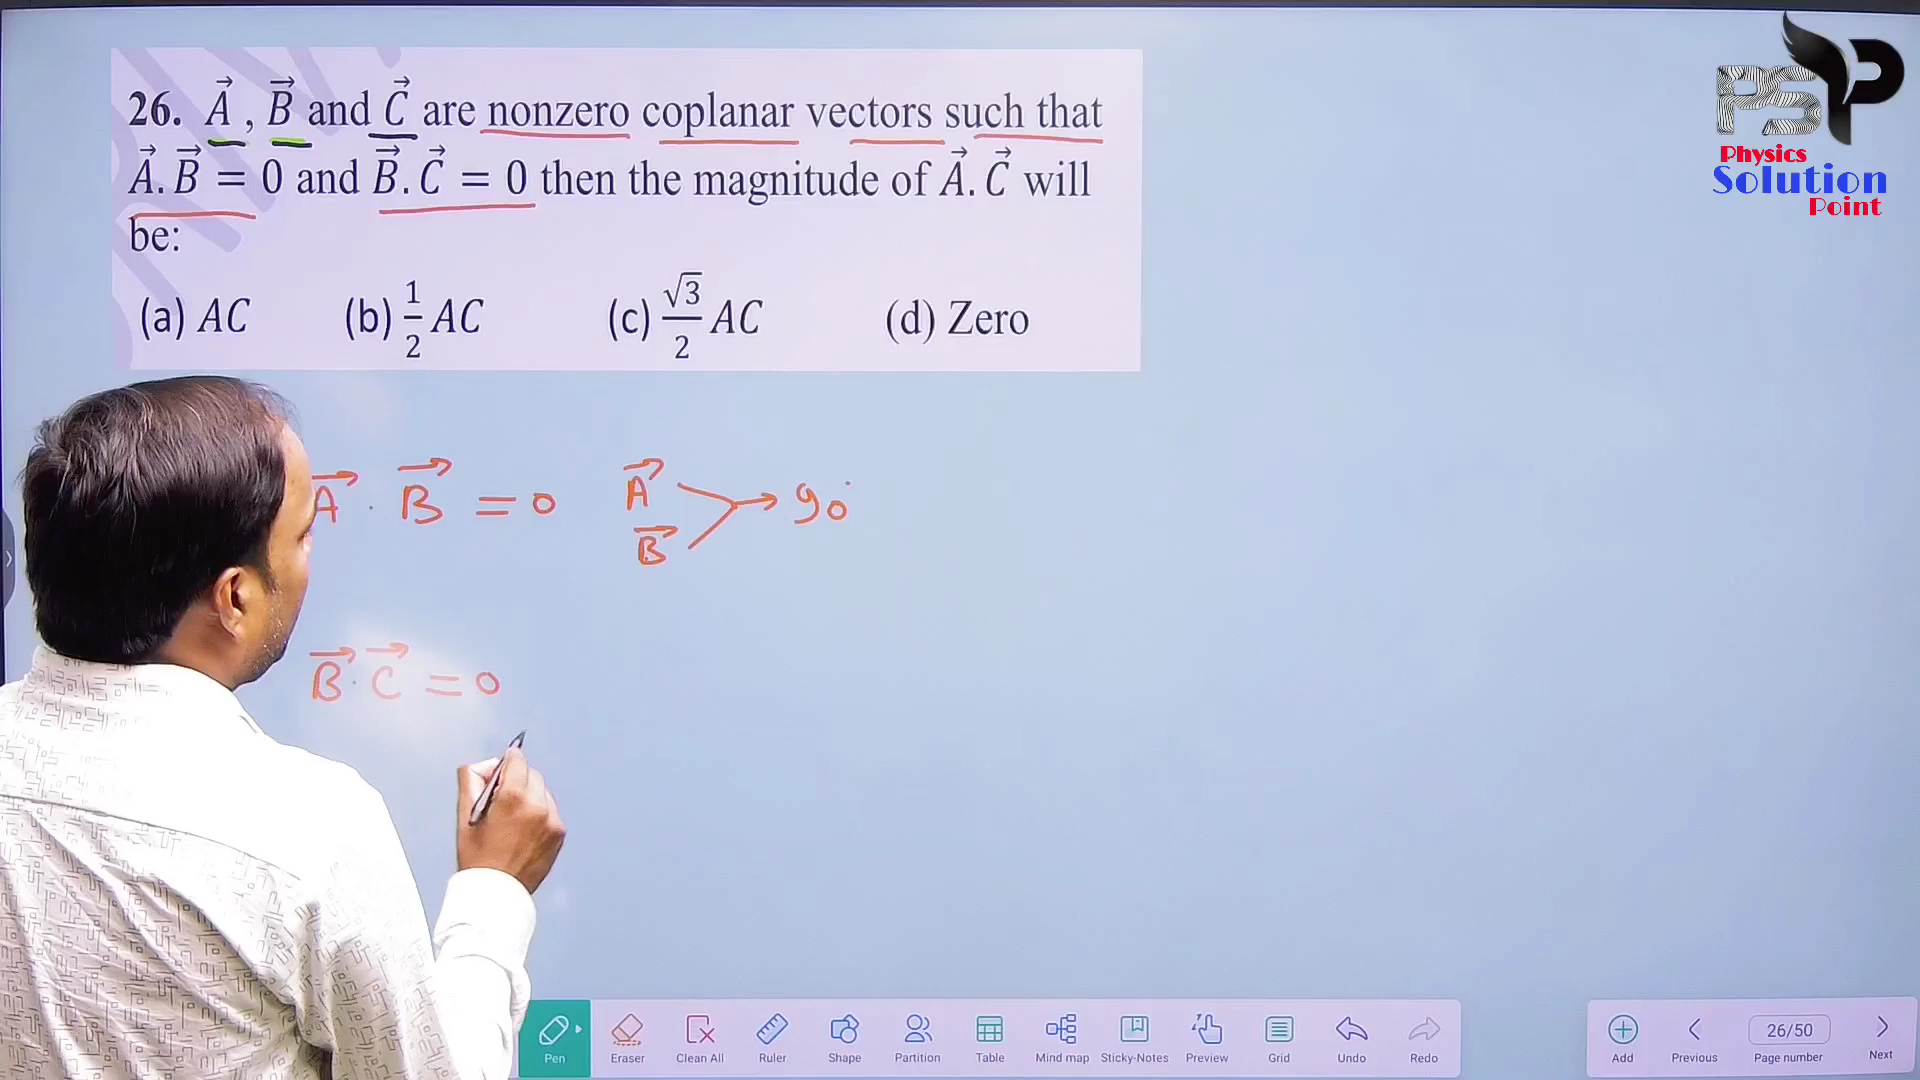 26. A⃗ , B⃗ and C⃗ are nonzero coplanar vectors such that
A⃗. B⃗ = 0 and B⃗. C⃗ = 0 then the magnitude of A⃗. C⃗ will
be:
(a) AC (b) 1/2 AC (c) √3/2 AC (d) Zero
PSP
Physics
Solution
Point
A⃗ · B⃗ = 0 A⃗ B⃗ → 90°
B⃗ · C⃗ = 0
Pen Eraser Clean All Ruler Shape Partition Table Mind map Sticky-Notes Preview Grid Undo Redo
Add Previous 26/50 Page number Next